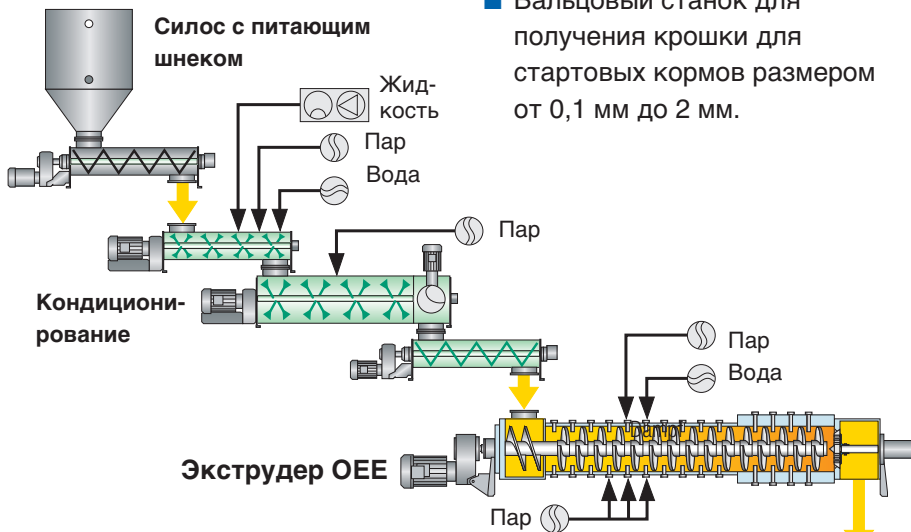 Силос с питающим
шнеком
Вальцовый станок для
получения крошки для
стартовых кормов размером
от 0,1 мм до 2 мм.
Жид-
кость
Пар
Вода
Пар
Кондициони-
рование
Пар
Вода
Dampf
Экструдер OEE
Пар